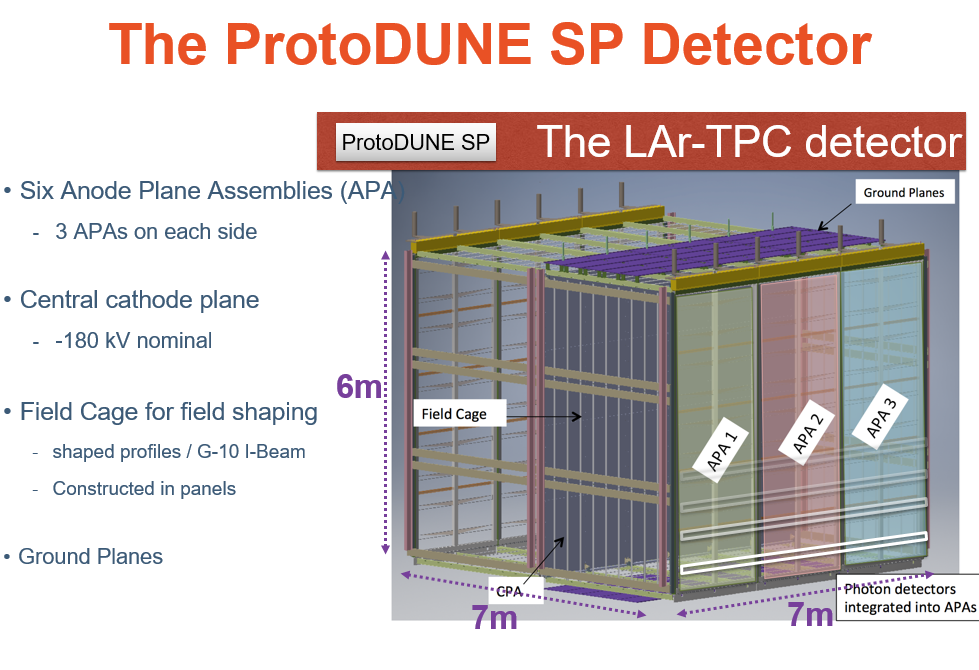 The ProtoDUNE SP Detector
ProtoDUNE SP
The LAr-TPC detector
• Six Anode Plane Assemblies (APA)
- 3 APAs on each side
• Central cathode plane
- -180 kV nominal
• Field Cage for field shaping
- shaped profiles / G-10 I-Beam
- Constructed in panels
• Ground Planes
Ground Planes
6m
Field Cage
APA 1
APA 2
APA 3
CPA
7m
7m
Photon detectors
integrated into APAs